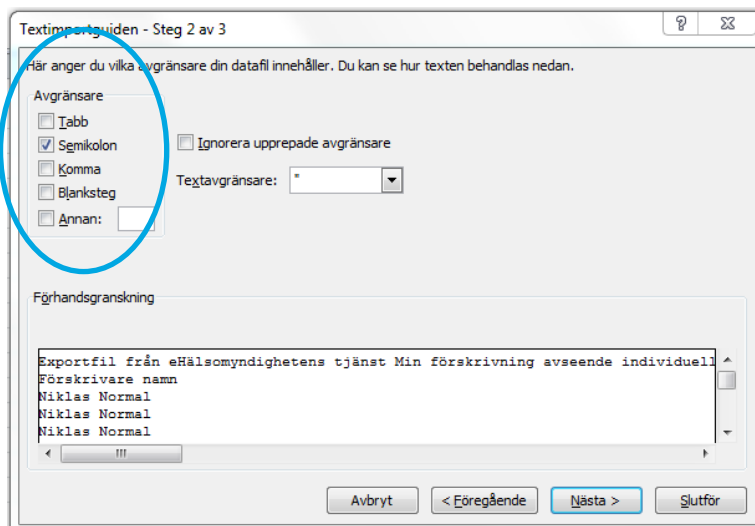 Textimportguiden - Steg 2 av 3
Här anger du vilka avgränsare din datafil innehåller. Du kan se hur texten behandlas nedan.
Avgränsare
Tabb
Semikolon
Komma
Blanksteg
Annan:
Ignorera upprepade avgränsare
Textavgränsare: "
Förhandsgranskning
Exportfil från eHälsomyndighetens tjänst Min förskrivning avseende individuell
Förskrivare namn
Niklas Normal
Niklas Normal
Niklas Normal
Avbryt
< Föregående
Nästa >
Slutför